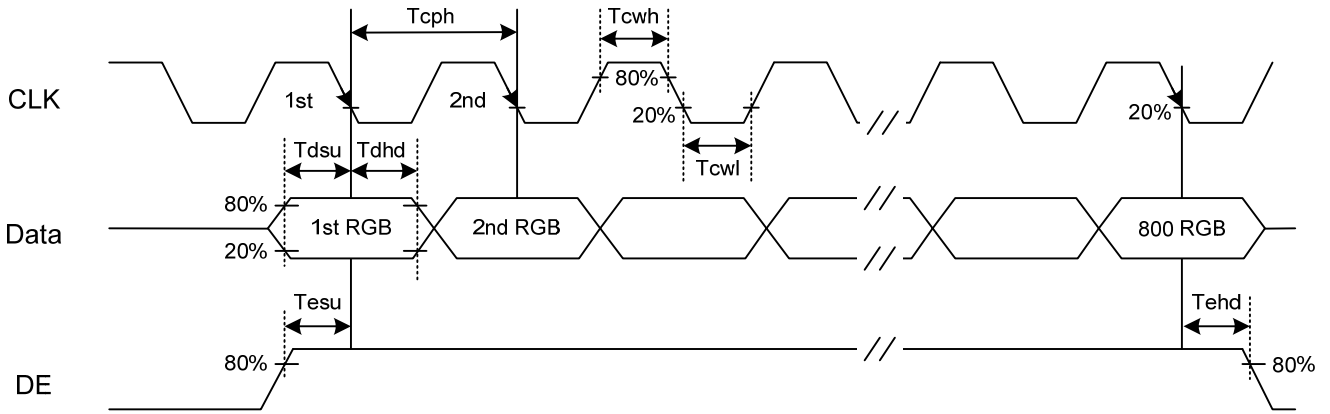 Tcph
Tcwh
CLK
1st
2nd
80%
20%
20%
Tdsu
Tdhd
Tcwl
Data
80%
20%
1st RGB
2nd RGB
800 RGB
Tesu
Tehd
DE
80%
80%